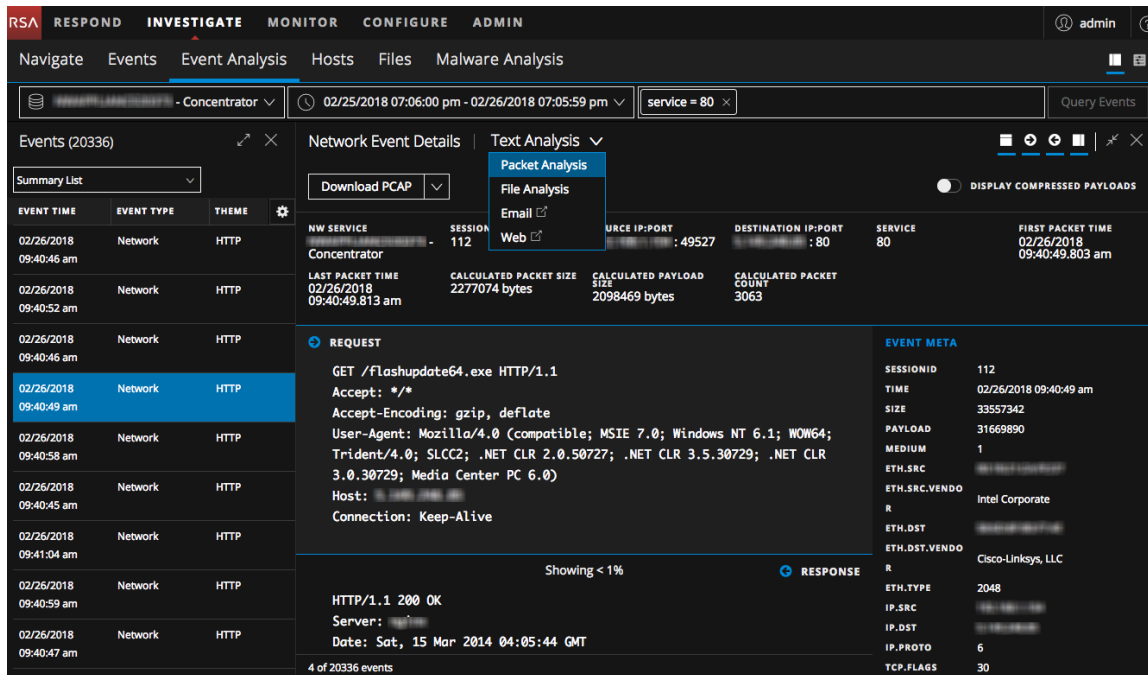 RSA RESPOND INVESTIGATE MONITOR CONFIGURE ADMIN admin
Navigate Events Event Analysis Hosts Files Malware Analysis
- Concentrator 02/25/2018 07:06:00 pm - 02/26/2018 07:05:59 pm service = 80 × Query Events
Events (20336)
Summary List
EVENT TIME EVENT TYPE THEME
02/26/2018 Network HTTP
09:40:46 am
02/26/2018 Network HTTP
09:40:52 am
02/26/2018 Network HTTP
09:40:46 am
02/26/2018 Network HTTP
09:40:49 am
02/26/2018 Network HTTP
09:40:58 am
02/26/2018 Network HTTP
09:40:45 am
02/26/2018 Network HTTP
09:41:04 am
02/26/2018 Network HTTP
09:40:59 am
02/26/2018 Network HTTP
09:40:47 am
Network Event Details | Text Analysis
Packet Analysis
File Analysis
Email
Web
Download PCAP
DISPLAY COMPRESSED PAYLOADS
NW SERVICE
-
Concentrator
SESSION
112
URCE IP:PORT
: 49527
DESTINATION IP:PORT
: 80
SERVICE
80
FIRST PACKET TIME
02/26/2018
09:40:49.803 am
LAST PACKET TIME
02/26/2018
09:40:49.813 am
CALCULATED PACKET SIZE
2277074 bytes
CALCULATED PAYLOAD
SIZE
2098469 bytes
CALCULATED PACKET
COUNT
3063
REQUEST
GET /flashupdate64.exe HTTP/1.1
Accept: */*
Accept-Encoding: gzip, deflate
User-Agent: Mozilla/4.0 (compatible; MSIE 7.0; Windows NT 6.1; WOW64;
Trident/4.0; SLCC2; .NET CLR 2.0.50727; .NET CLR 3.5.30729; .NET CLR
3.0.30729; Media Center PC 6.0)
Host:
Connection: Keep-Alive
Showing < 1%
RESPONSE
HTTP/1.1 200 OK
Server:
Date: Sat, 15 Mar 2014 04:05:44 GMT
4 of 20336 events
EVENT META
SESSIONID 112
TIME 02/26/2018 09:40:49 am
SIZE 33557342
PAYLOAD 31669890
MEDIUM 1
ETH.SRC
ETH.SRC.VENDO
R
Intel Corporate
ETH.DST
ETH.DST.VENDO
R
Cisco-Linksys, LLC
ETH.TYPE 2048
IP.SRC
IP.DST
IP.PROTO 6
TCP.FLAGS 30